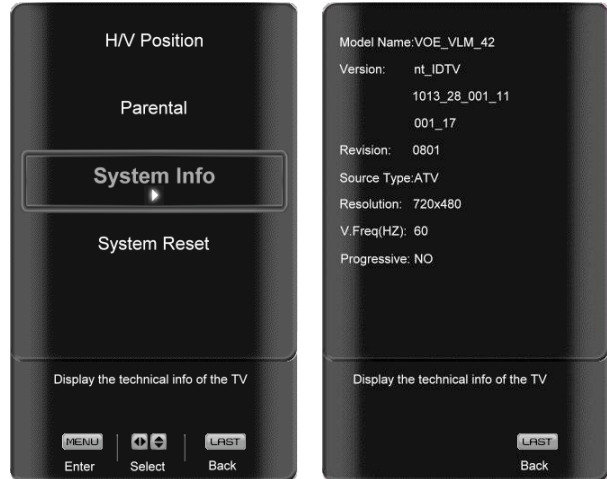 H/V Position
Parental
System Info
System Reset
Display the technical info of the TV
MENU
LAST
Enter
Select
Back
Model Name:VOE_VLM_42
Version: nt_IDTV
1013_28_001_11
001_17
Revision: 0801
Source Type:ATV
Resolution: 720x480
V.Freq(HZ): 60
Progressive: NO
Display the technical info of the TV
LAST
Back